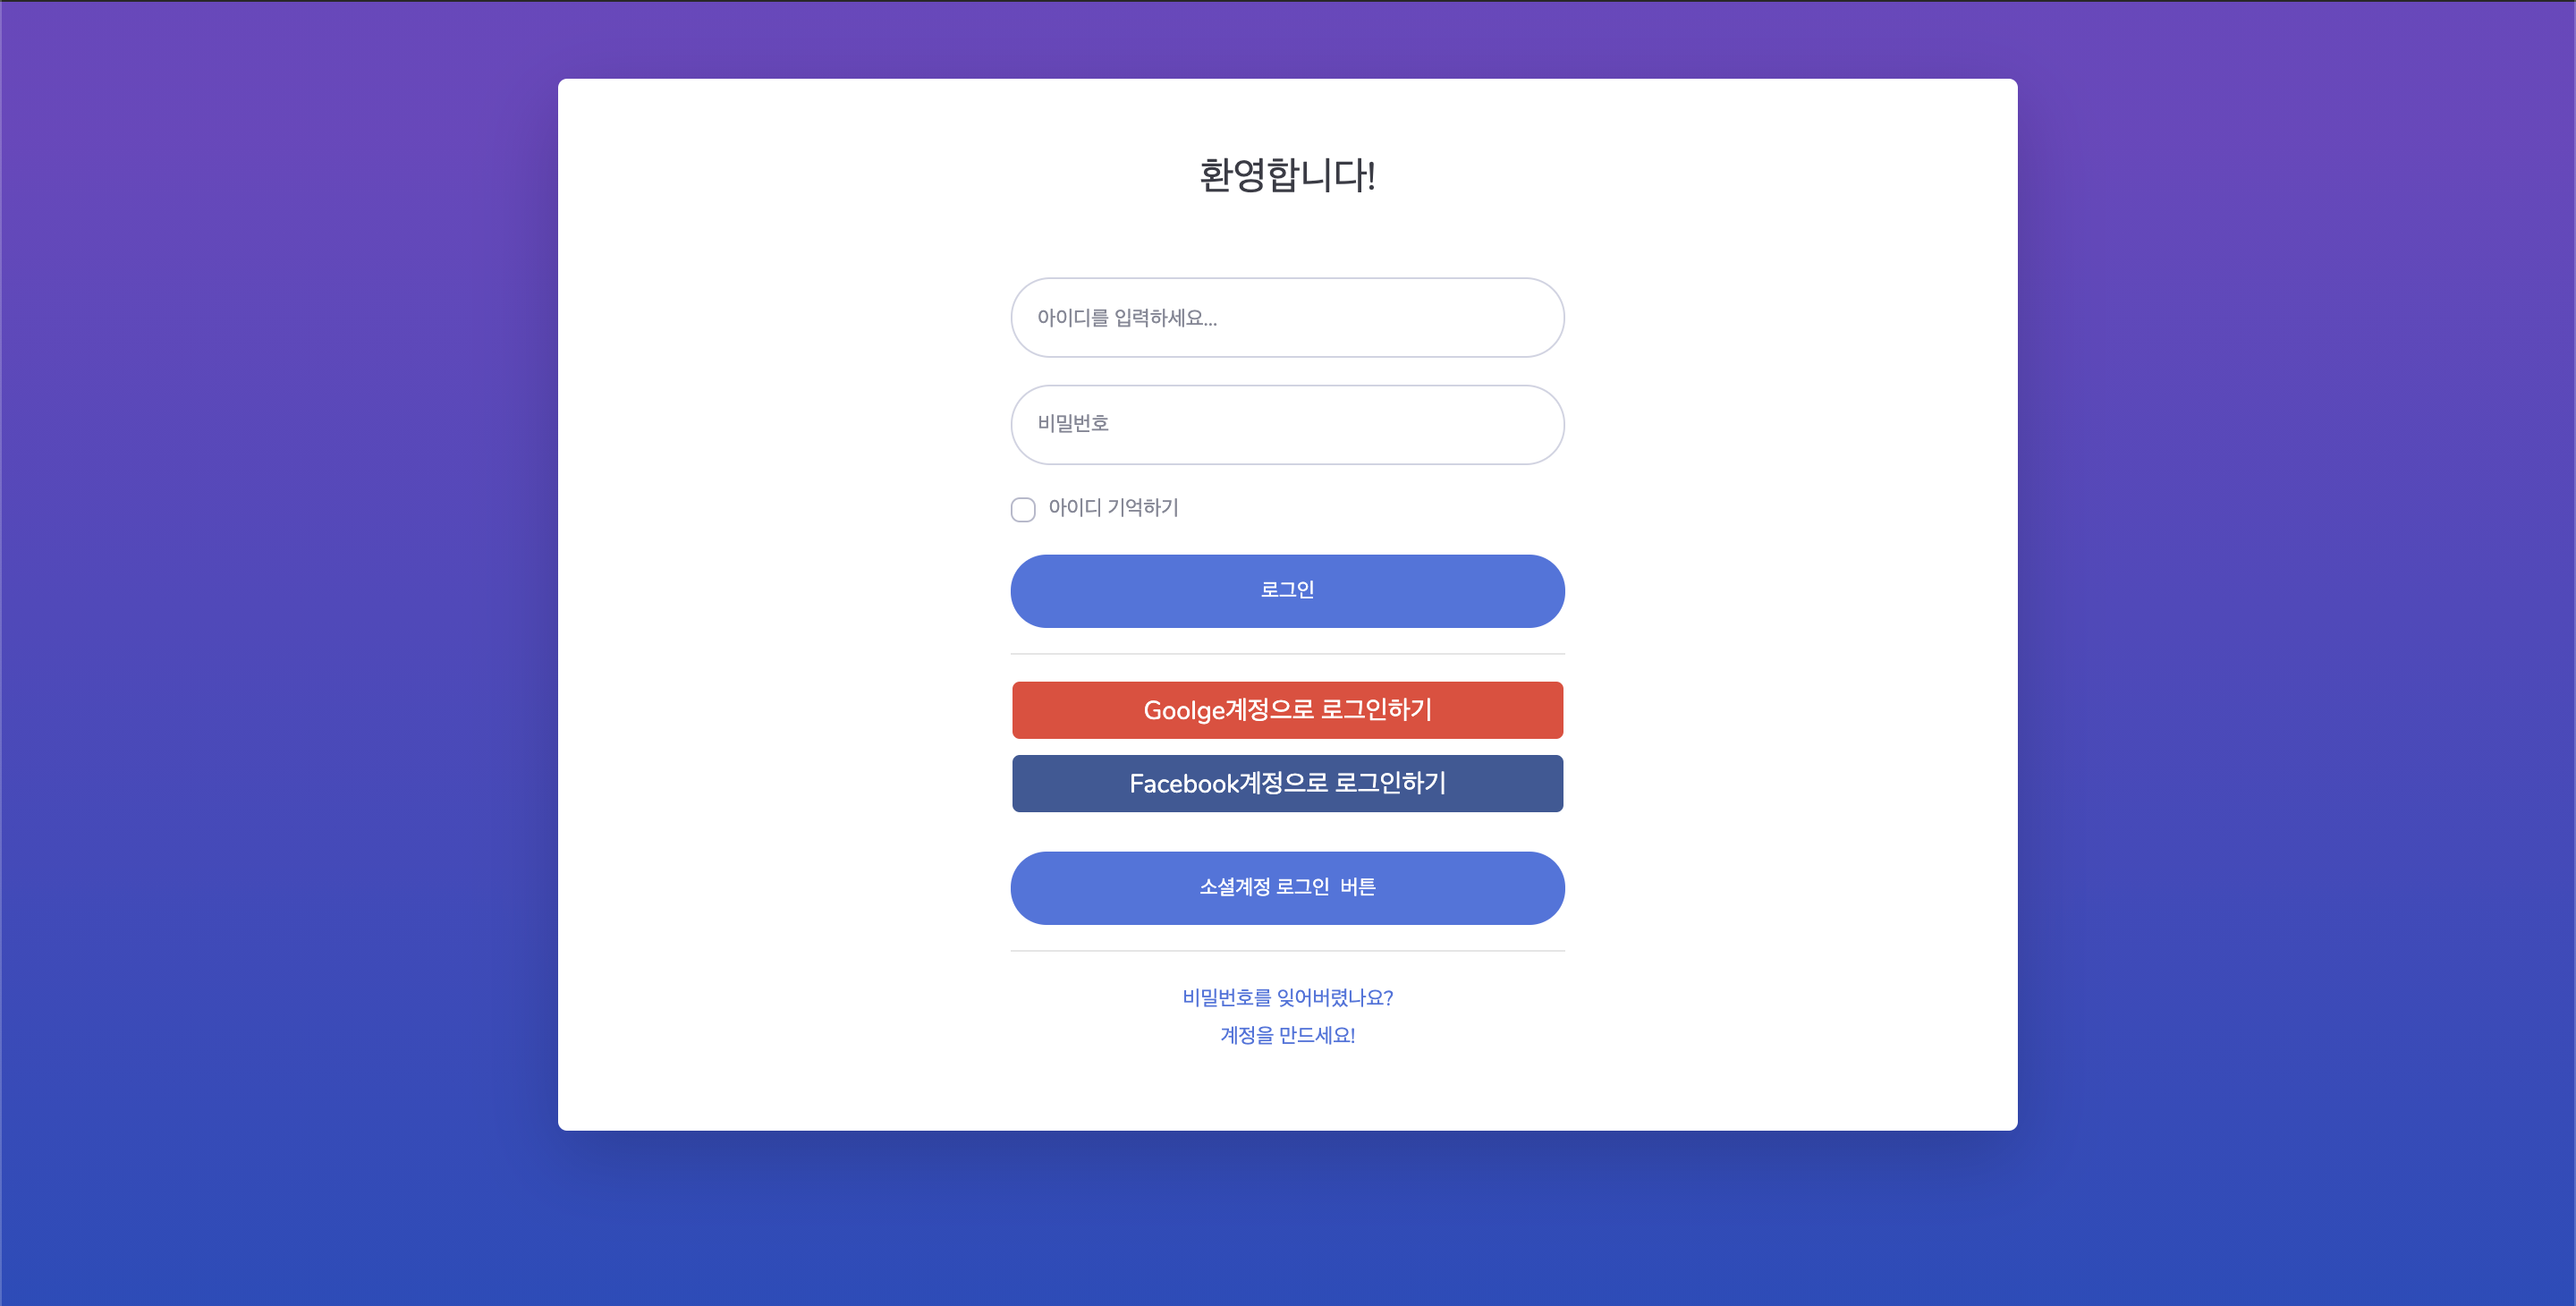 환영합니다!
아이디를 입력하세요...
비밀번호
아이디 기억하기
로그인
Goolge계정으로 로그인하기
Facebook계정으로 로그인하기
소셜계정 로그인 버튼
비밀번호를 잊어버렸나요?
계정을 만드세요!